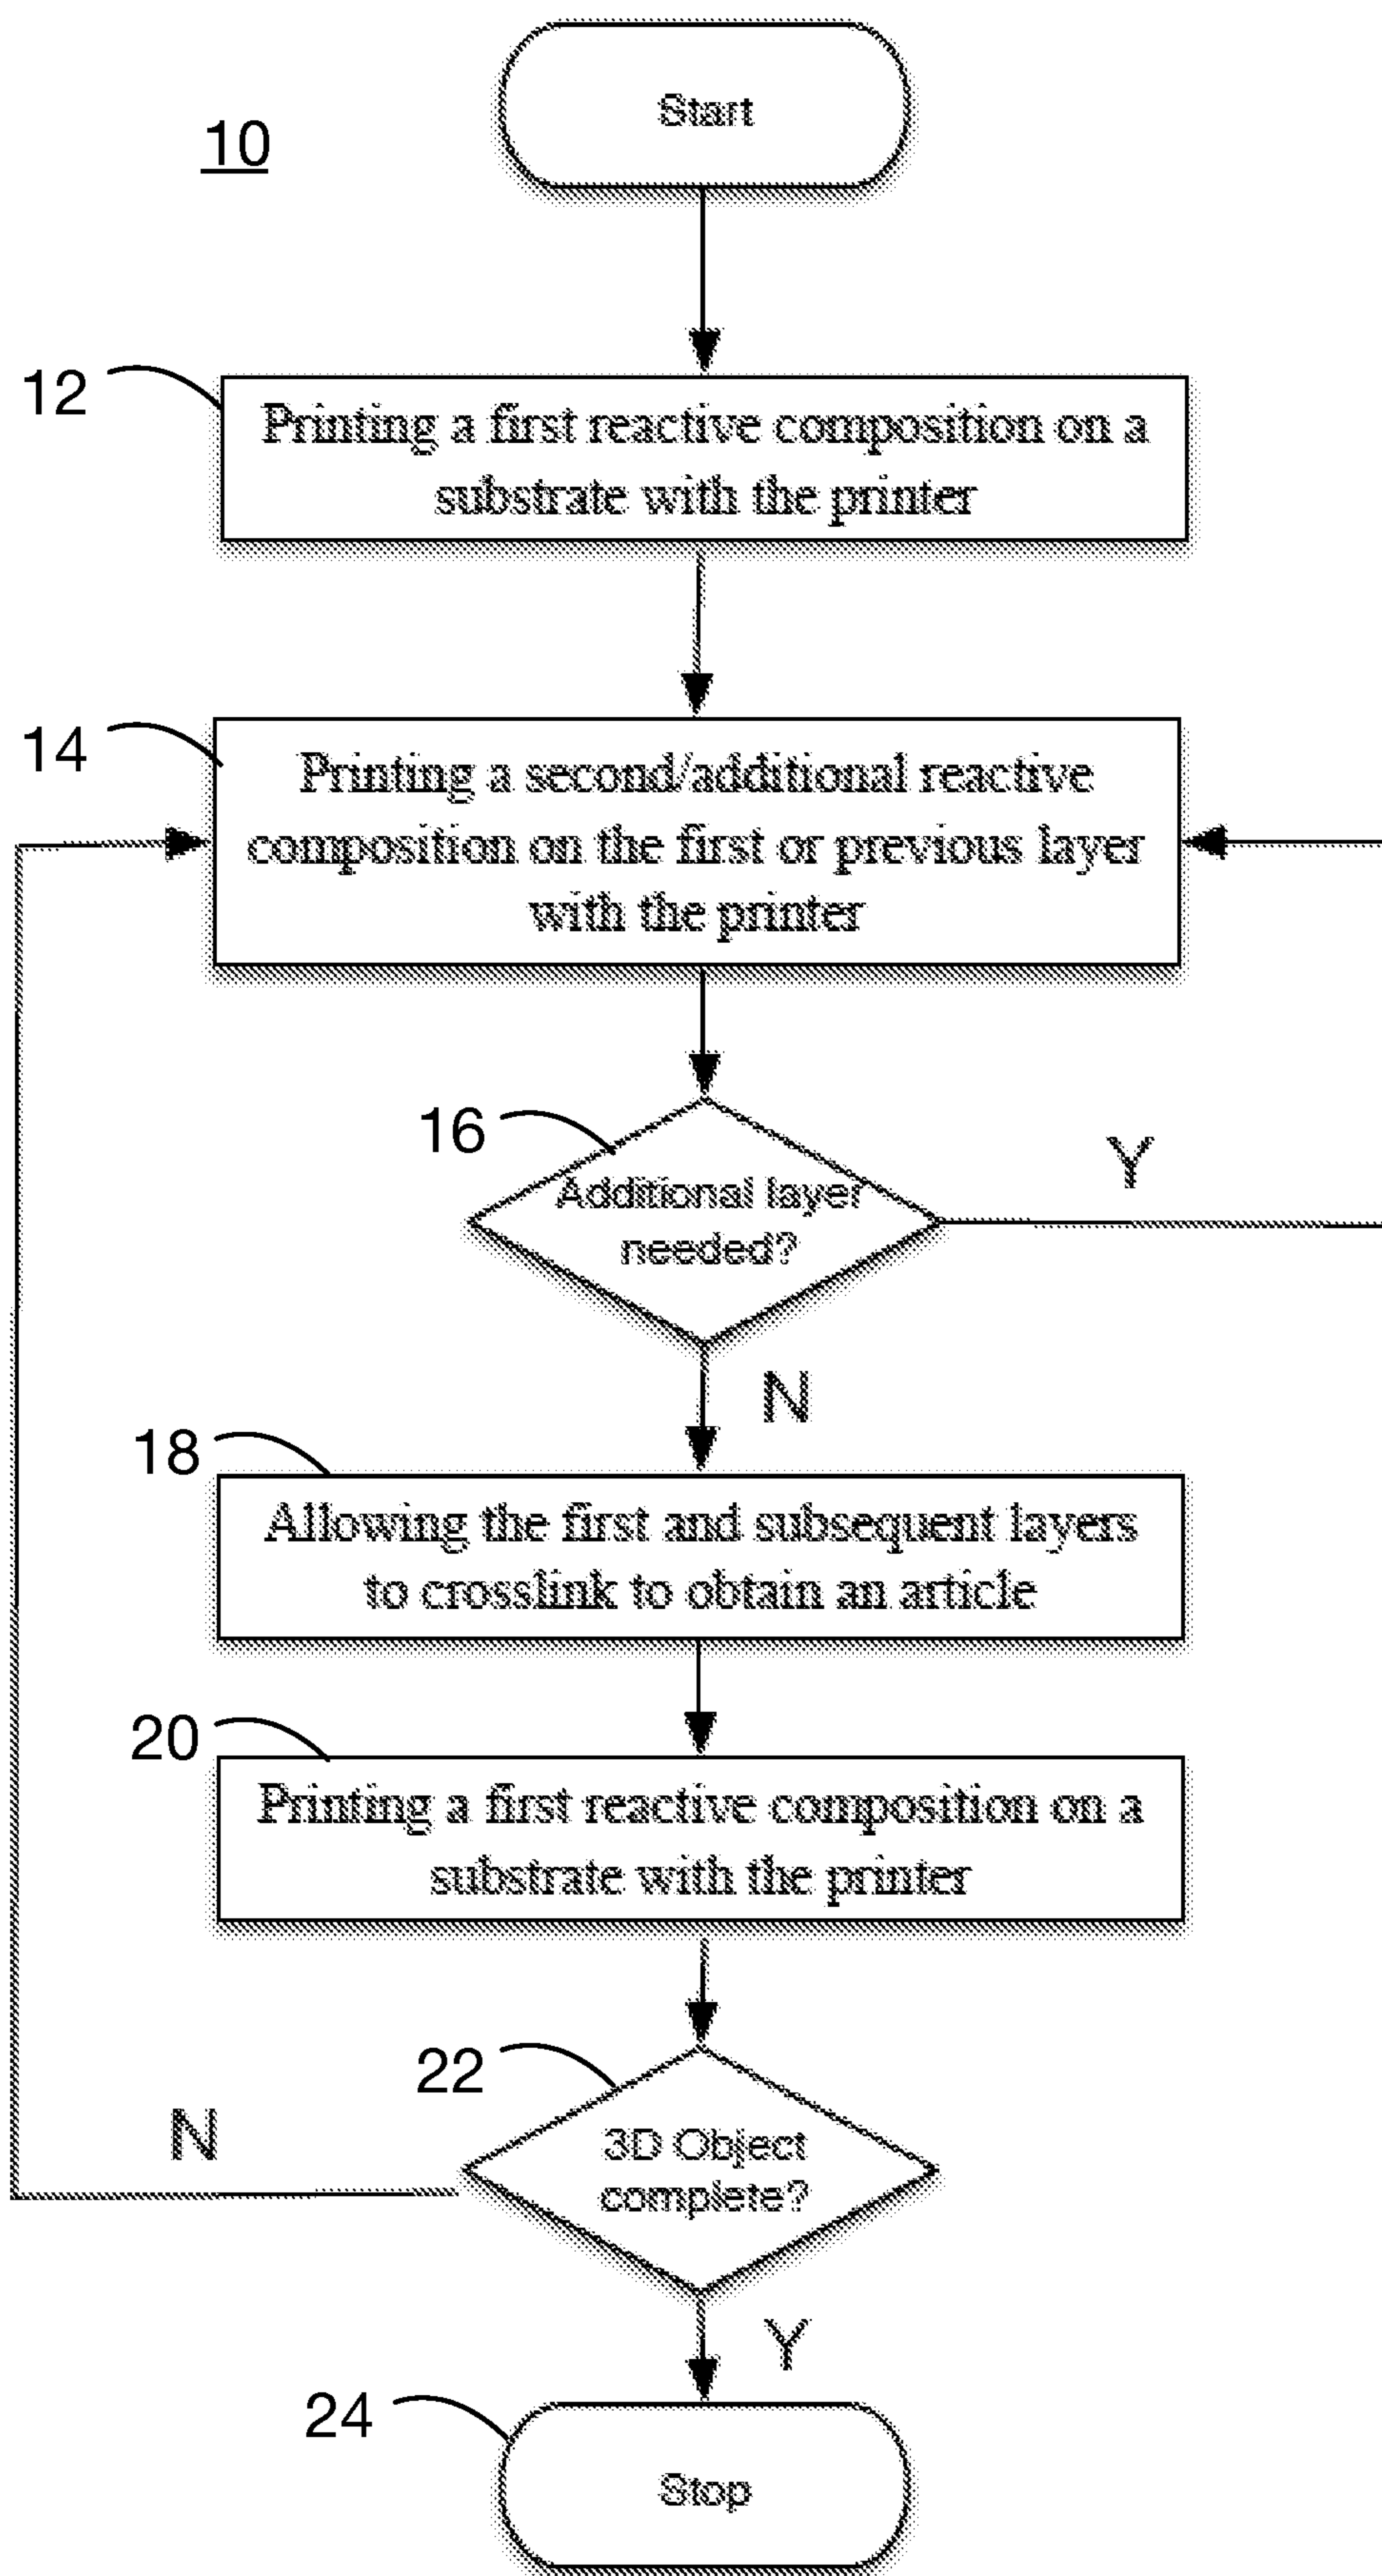 Start
10
12
Printing a first reactive composition on a
substrate with the printer
14
Printing a second/additional reactive
composition on the first or previous layer
with the printer
16
Additional layer
needed?
Y
N
18
Allowing the first and subsequent layers
to crosslink to obtain an article
20
Printing a first reactive composition on a
substrate with the printer
22
3D Object
complete?
N
Y
24
Stop